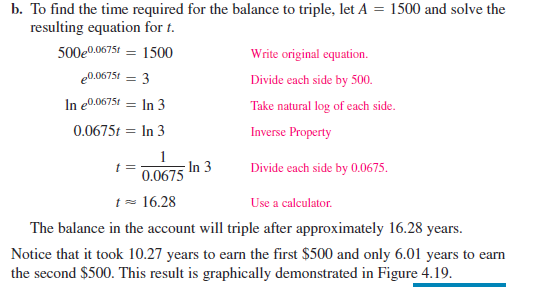 b. To find the time required for the balance to triple, let A = 1500 and solve the
resulting equation for t.
500e^0.0675t = 1500 Write original equation.
e^0.0675t = 3 Divide each side by 500.
ln e^0.0675t = ln 3 Take natural log of each side.
0.0675t = ln 3 Inverse Property
t = 1/0.0675 ln 3 Divide each side by 0.0675.
t ≈ 16.28 Use a calculator.
The balance in the account will triple after approximately 16.28 years.
Notice that it took 10.27 years to earn the first $500 and only 6.01 years to earn
the second $500. This result is graphically demonstrated in Figure 4.19.